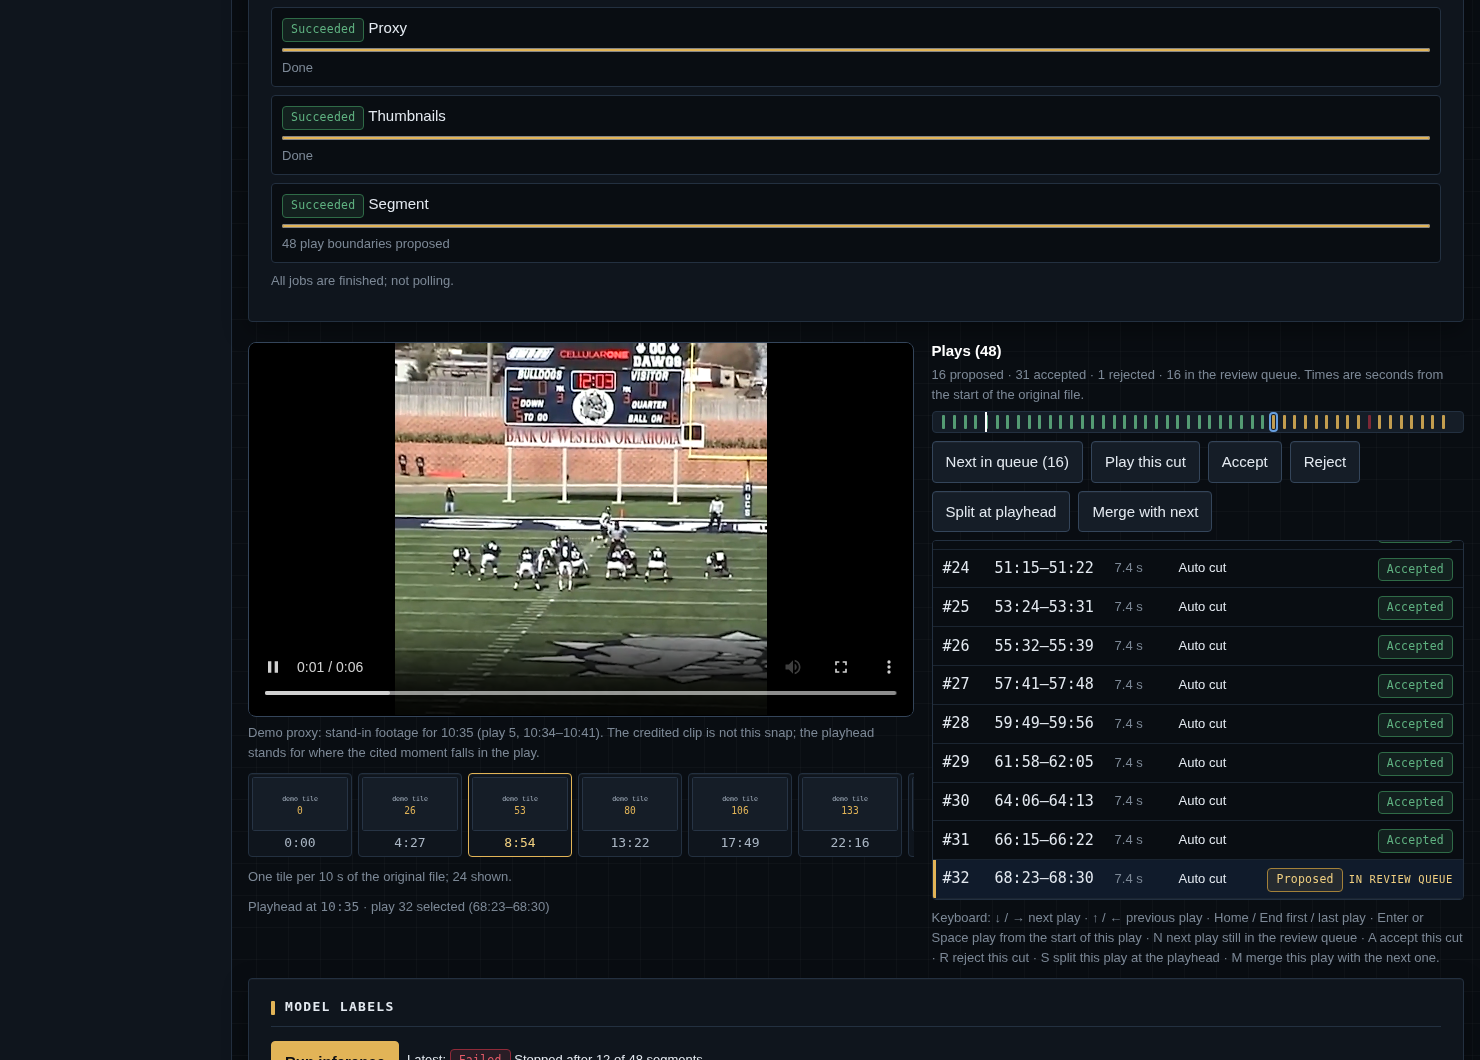 Succeeded Proxy
Done
Succeeded Thumbnails
Done
Succeeded Segment
48 play boundaries proposed
All jobs are finished; not polling.
CELLULARONE
DAWGS
BULLDOGS 12:03 VISITOR
DOWN QUARTER
TO GO BALL ON
BANK OF WESTERN OKLAHOMA
0:01 / 0:06
Demo proxy: stand-in footage for 10:35 (play 5, 10:34–10:41). The credited clip is not this snap; the playhead
stands for where the cited moment falls in the play.
demo tile demo tile demo tile demo tile demo tile demo tile
0 26 53 80 106 133
0:00 4:27 8:54 13:22 17:49 22:16
One tile per 10 s of the original file; 24 shown.
Playhead at 10:35 · play 32 selected (68:23–68:30)
Plays (48)
16 proposed · 31 accepted · 1 rejected · 16 in the review queue. Times are seconds from
the start of the original file.
Next in queue (16) Play this cut Accept Reject
Split at playhead Merge with next
#24 51:15–51:22 7.4 s Auto cut Accepted
#25 53:24–53:31 7.4 s Auto cut Accepted
#26 55:32–55:39 7.4 s Auto cut Accepted
#27 57:41–57:48 7.4 s Auto cut Accepted
#28 59:49–59:56 7.4 s Auto cut Accepted
#29 61:58–62:05 7.4 s Auto cut Accepted
#30 64:06–64:13 7.4 s Auto cut Accepted
#31 66:15–66:22 7.4 s Auto cut Accepted
#32 68:23–68:30 7.4 s Auto cut Proposed IN REVIEW QUEUE
Keyboard: ↓ / → next play · ↑ / ← previous play · Home / End first / last play · Enter or
Space play from the start of this play · N next play still in the review queue · A accept this cut
· R reject this cut · S split this play at the playhead · M merge this play with the next one.
MODEL LABELS
Run inference Latest: Failed Stopped after 12 of 48 segments